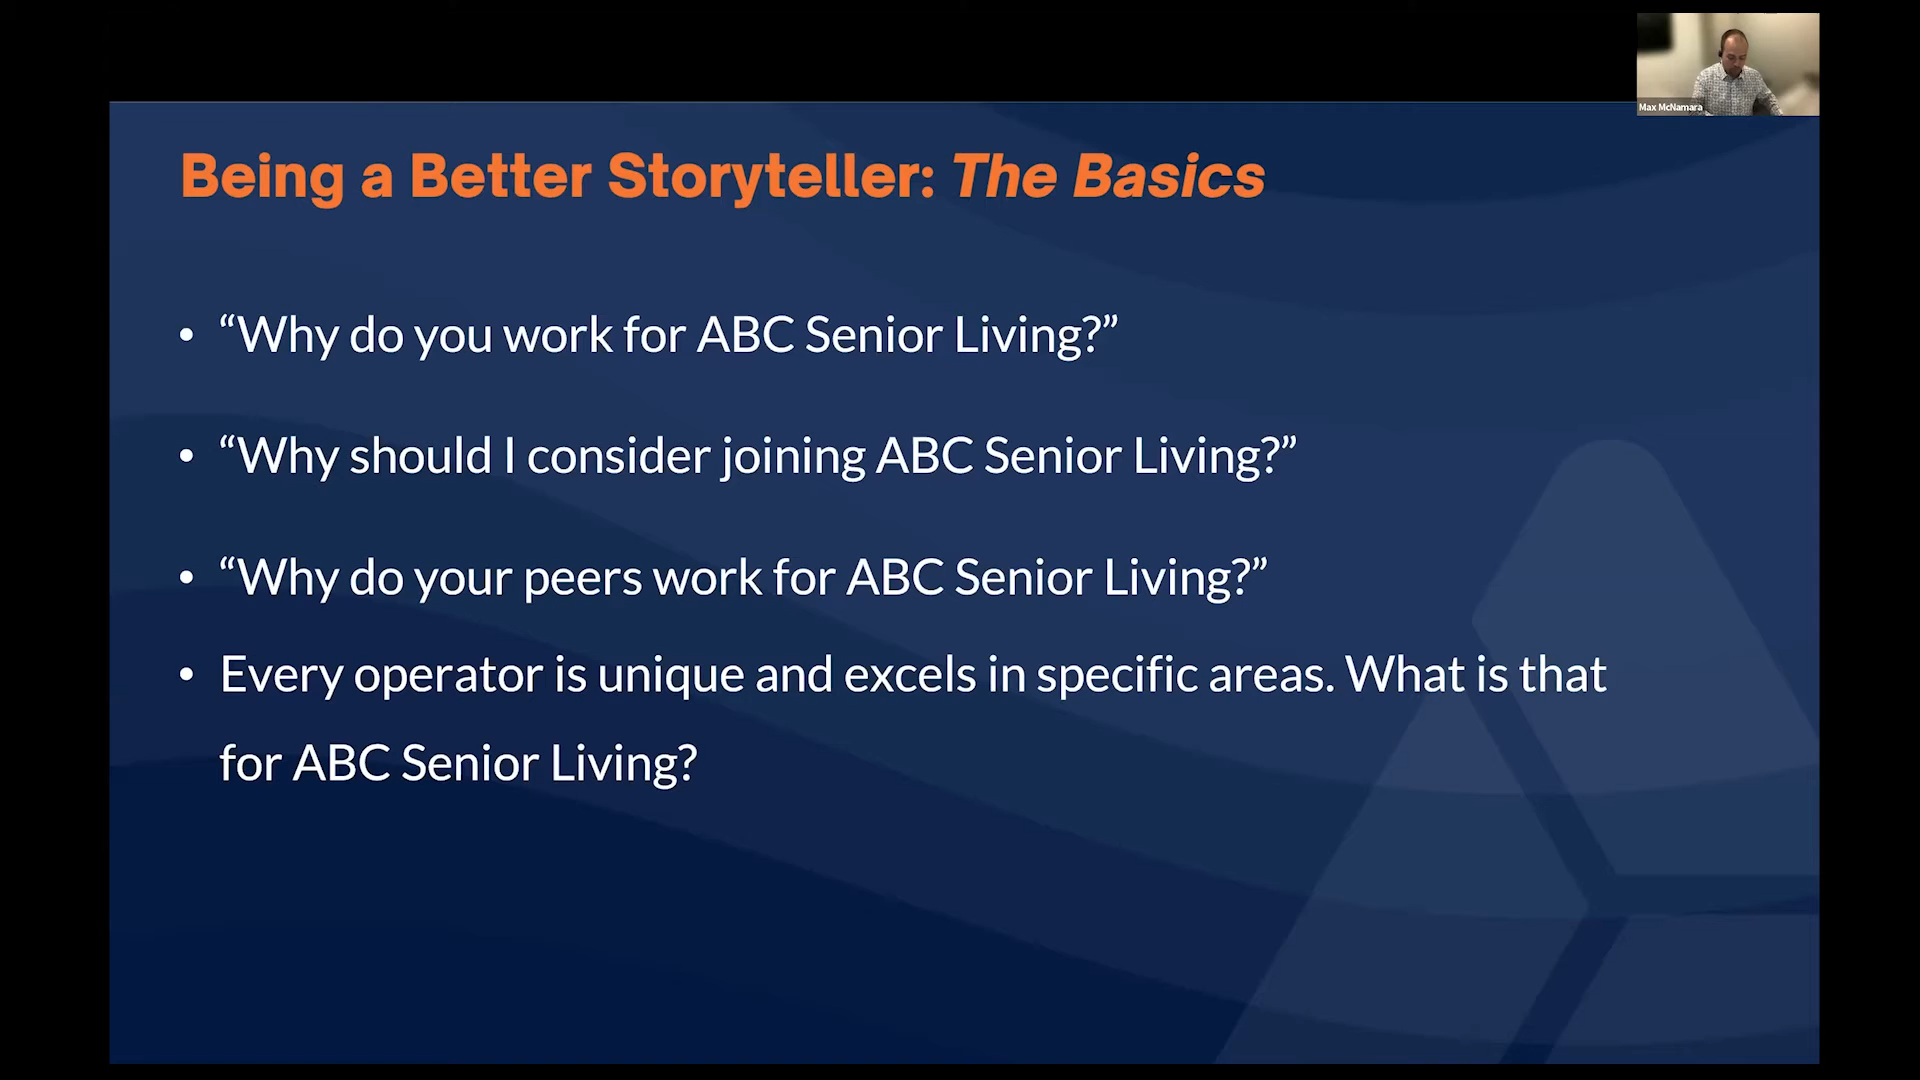 Max McNamara
Being a Better Storyteller: The Basics
• “Why do you work for ABC Senior Living?”
• “Why should I consider joining ABC Senior Living?”
• “Why do your peers work for ABC Senior Living?”
• Every operator is unique and excels in specific areas. What is that
for ABC Senior Living?